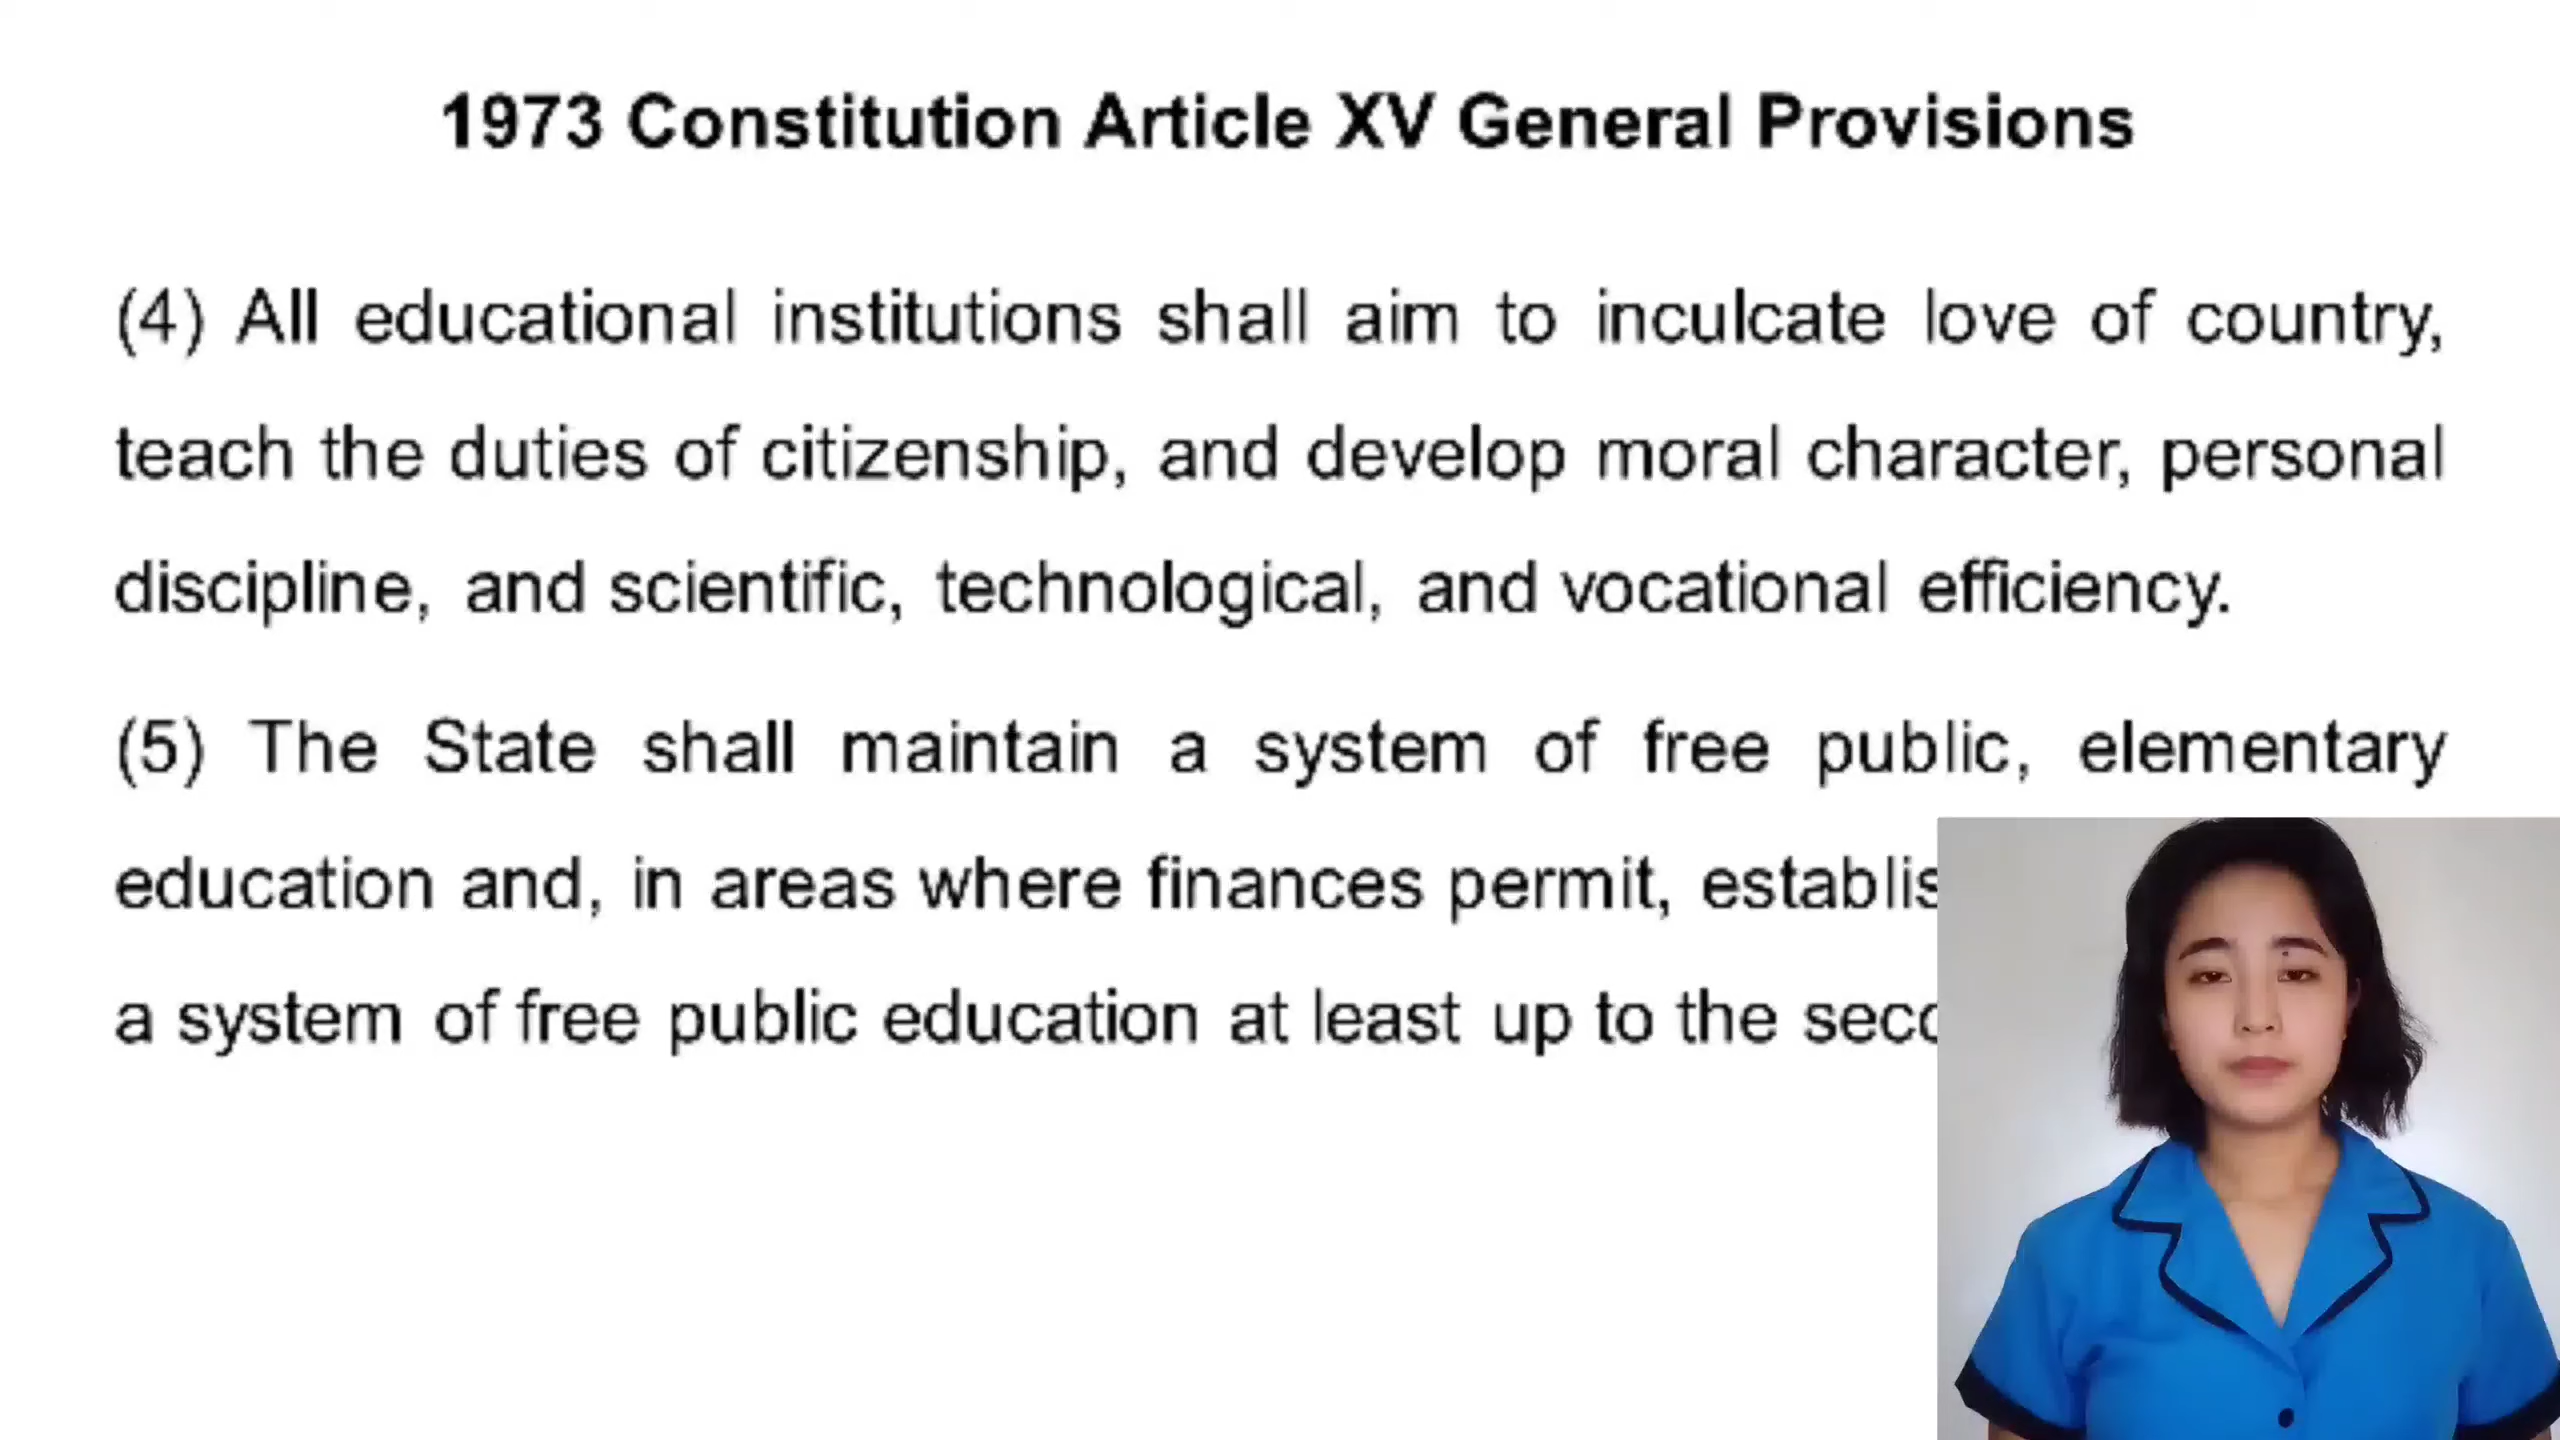 1973 Constitution Article XV General Provisions
(4) All educational institutions shall aim to inculcate love of country,
teach the duties of citizenship, and develop moral character, personal
discipline, and scientific, technological, and vocational efficiency.
(5) The State shall maintain a system of free public, elementary
education and, in areas where finances permit,
a system of free public education at least up to the